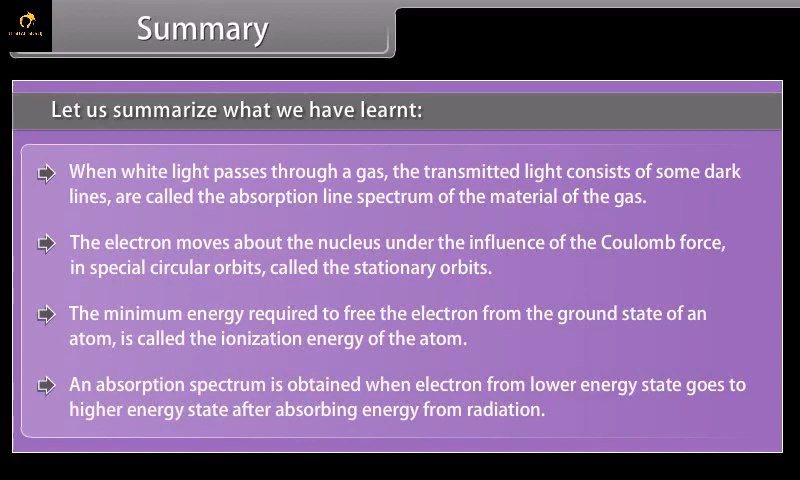 Summary
Let us summarize what we have learnt:
When white light passes through a gas, the transmitted light consists of some dark
lines, are called the absorption line spectrum of the material of the gas.
The electron moves about the nucleus under the influence of the Coulomb force,
in special circular orbits, called the stationary orbits.
The minimum energy required to free the electron from the ground state of an
atom, is called the ionization energy of the atom.
An absorption spectrum is obtained when electron from lower energy state goes to
higher energy state after absorbing energy from radiation.